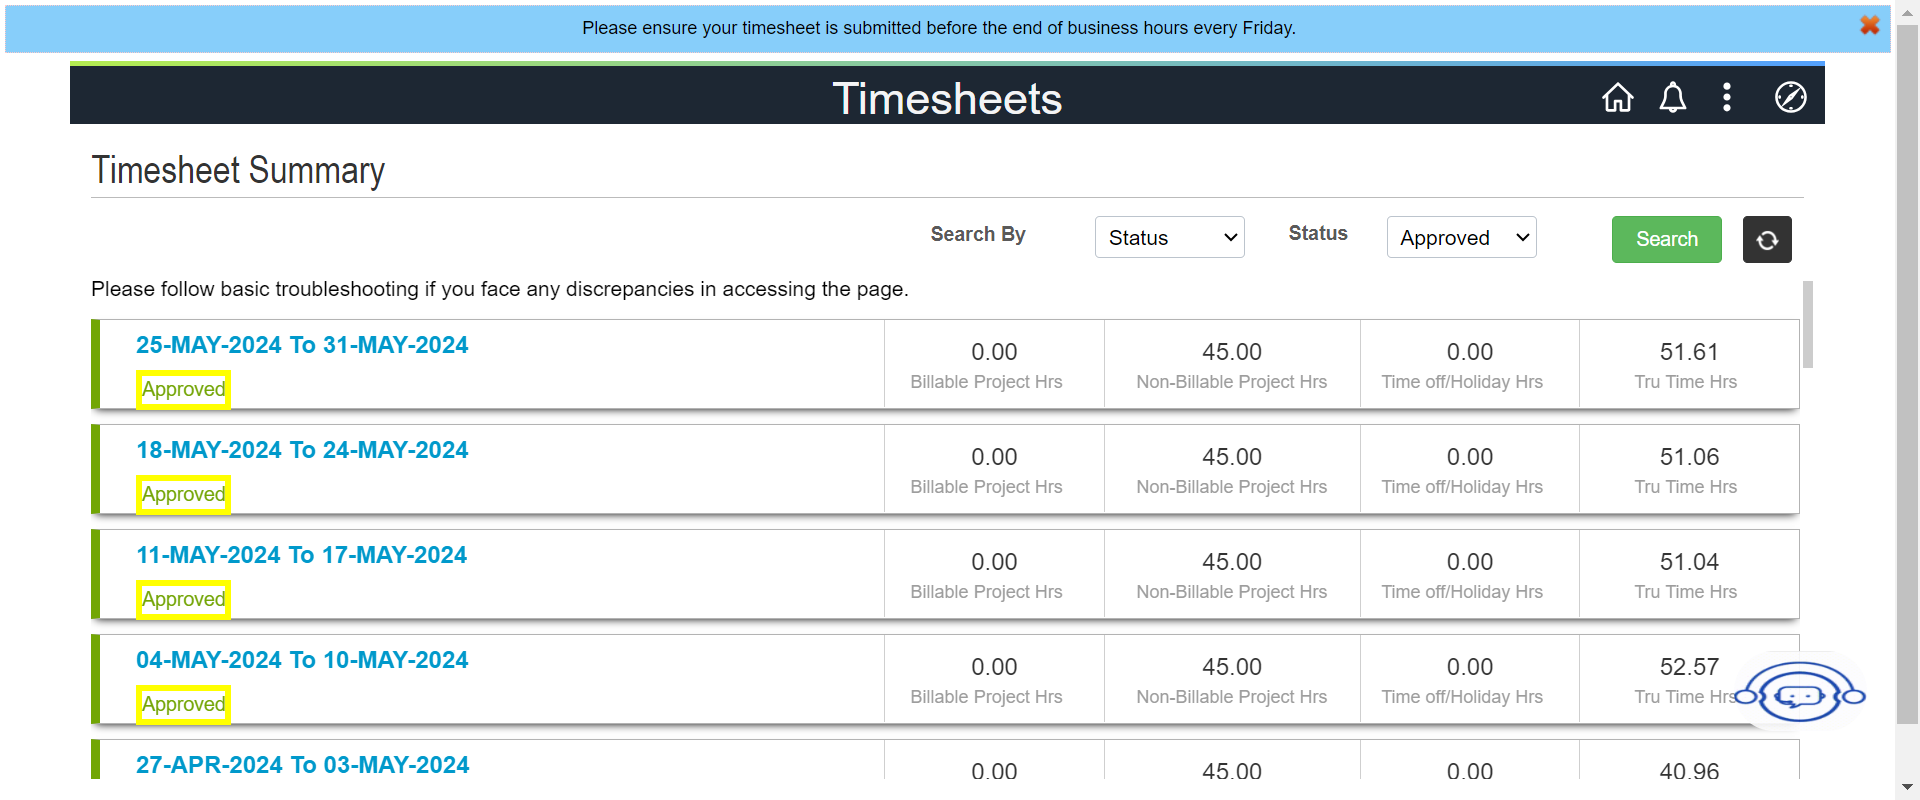 Please ensure your timesheet is submitted before the end of business hours every Friday.
Timesheets
Timesheet Summary
Search By Status Status Approved Search
Please follow basic troubleshooting if you face any discrepancies in accessing the page.
25-MAY-2024 To 31-MAY-2024
Approved
0.00 45.00 0.00 51.61
Billable Project Hrs Non-Billable Project Hrs Time off/Holiday Hrs Tru Time Hrs
18-MAY-2024 To 24-MAY-2024
Approved
0.00 45.00 0.00 51.06
Billable Project Hrs Non-Billable Project Hrs Time off/Holiday Hrs Tru Time Hrs
11-MAY-2024 To 17-MAY-2024
Approved
0.00 45.00 0.00 51.04
Billable Project Hrs Non-Billable Project Hrs Time off/Holiday Hrs Tru Time Hrs
04-MAY-2024 To 10-MAY-2024
Approved
0.00 45.00 0.00 52.57
Billable Project Hrs Non-Billable Project Hrs Time off/Holiday Hrs Tru Time Hrs
27-APR-2024 To 03-MAY-2024
0.00 45.00 0.00 40.96